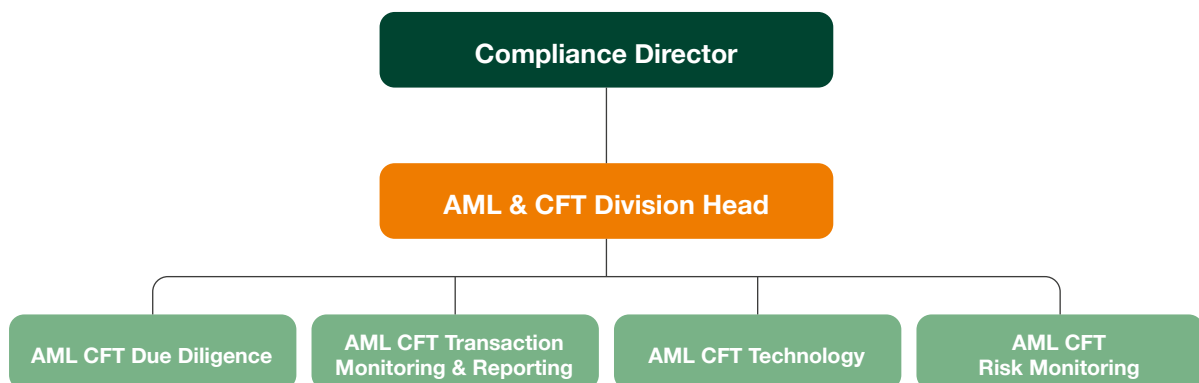 Compliance Director
AML & CFT Division Head
AML CFT Due Diligence
AML CFT Transaction
Monitoring & Reporting
AML CFT Technology
AML CFT
Risk Monitoring